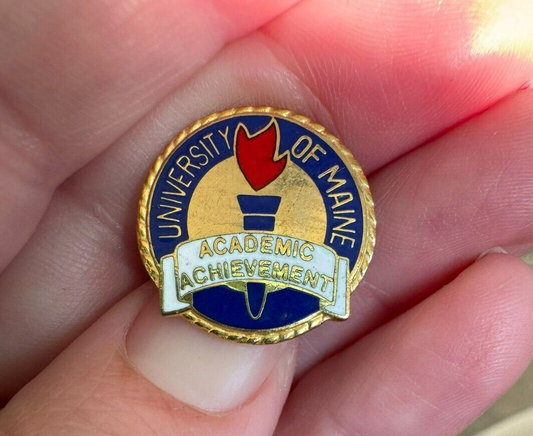 UNIVERSITY OF MAINE
ACADEMIC
ACHIEVEMENT